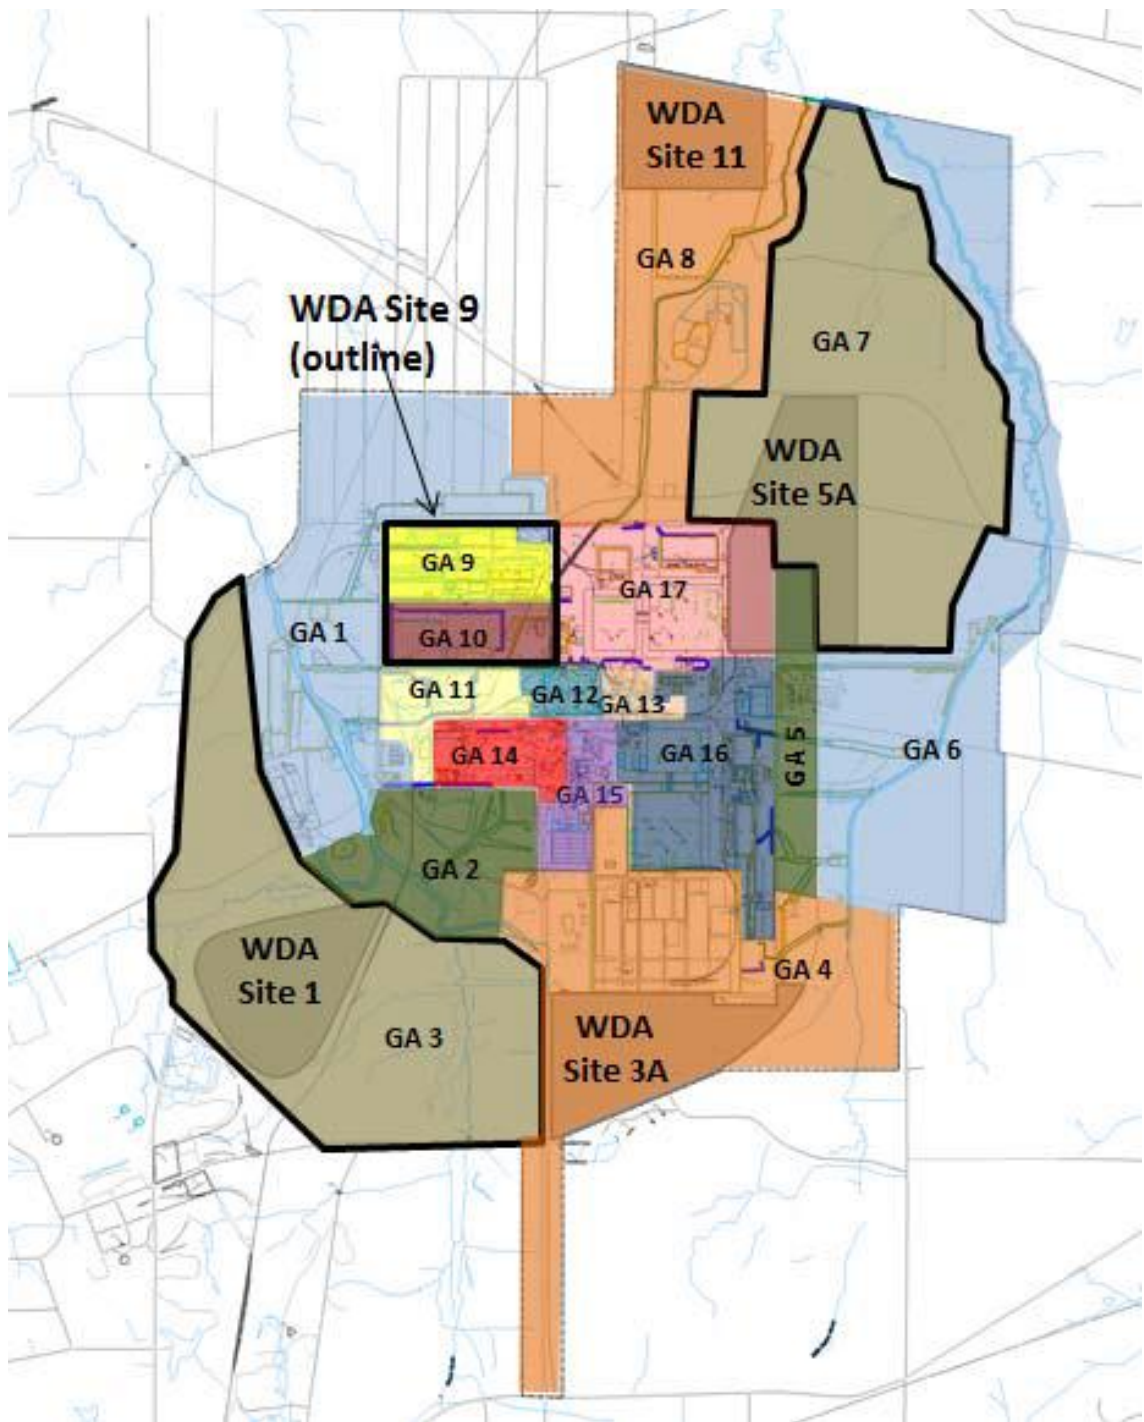 WDA
Site 11
GA 8
WDA Site 9
(outline)
GA 7
WDA
Site 5A
GA 9
GA 17
GA 1
GA 10
GA 11
GA 12
GA 13
GA 14
GA 16
GA 5
GA 6
GA 15
GA 2
WDA
Site 1
GA 4
GA 3
WDA
Site 3A